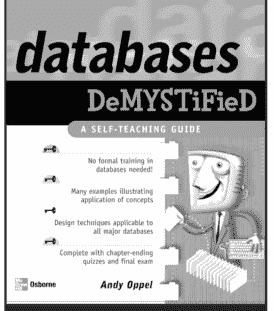 databases
DeMYSTiFieD
A SELF-TEACHING GUIDE
No formal training in
databases needed!
Many examples illustrating
application of concepts
Design techniques applicable to
all major databases
Complete with chapter-ending
quizzes and final exam
Osborne
Andy Oppel